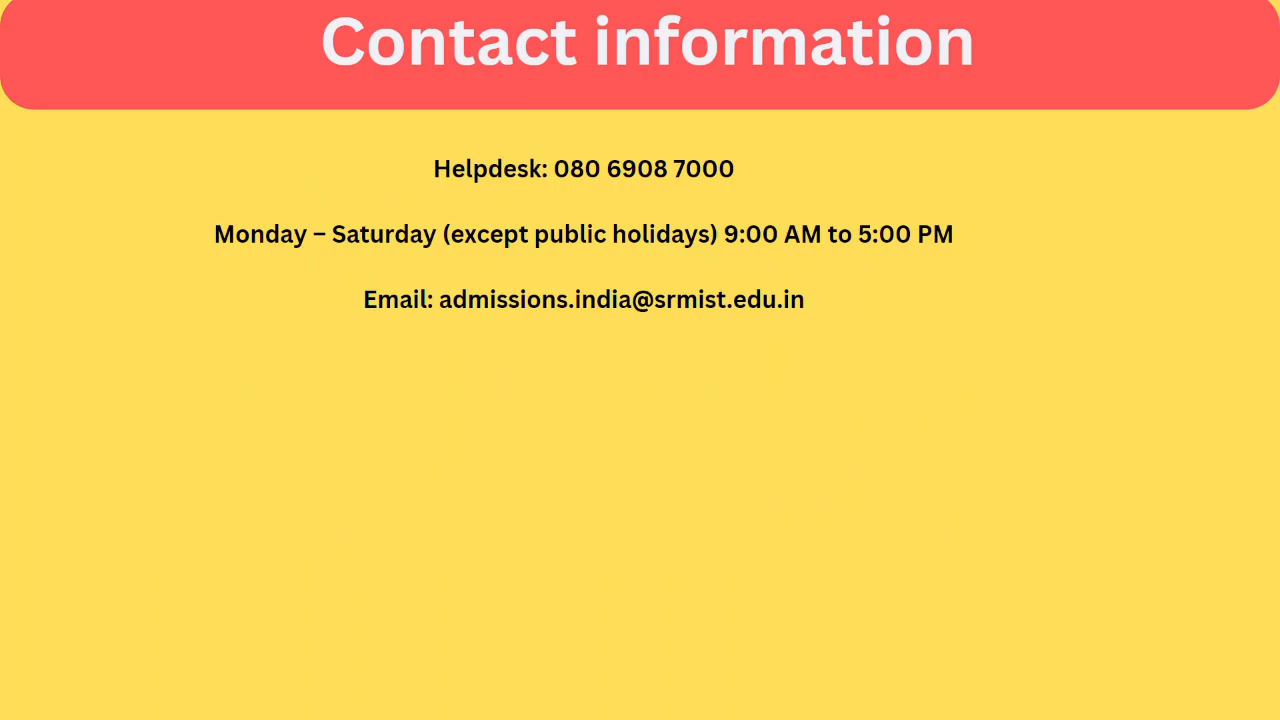 Contact information
Helpdesk: 080 6908 7000
Monday – Saturday (except public holidays) 9:00 AM to 5:00 PM
Email: admissions.india@srmist.edu.in